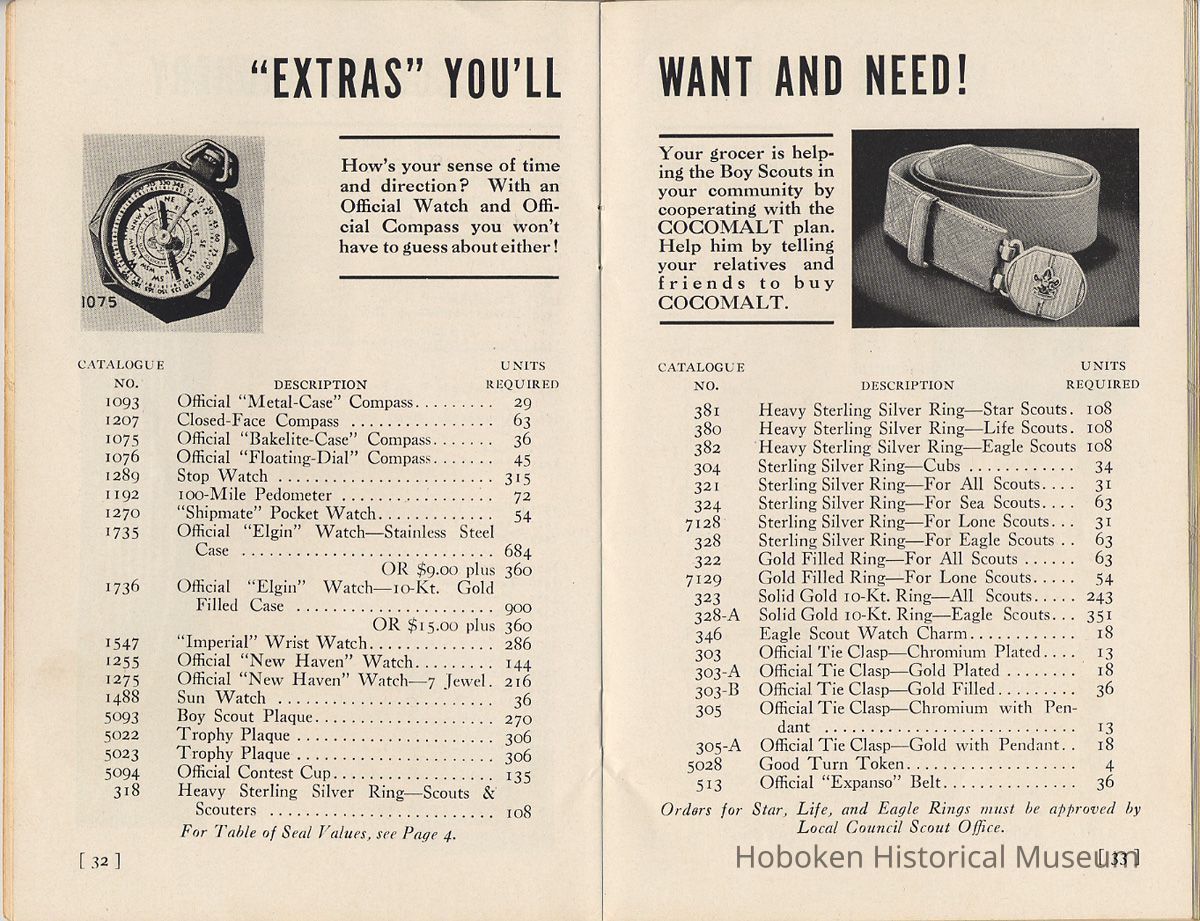 "EXTRAS" YOU'LL
1075
How's your sense of time
and direction? With an
Official Watch and Offi-
cial Compass you won't
have to guess about either!
CATALOGUE NO. DESCRIPTION UNITS REQUIRED
1093 Official "Metal-Case" Compass......... 29
1207 Closed-Face Compass ................ 63
1075 Official "Bakelite-Case" Compass....... 36
1076 Official "Floating-Dial" Compass....... 45
1289 Stop Watch ........................ 315
1192 100-Mile Pedometer ................. 72
1270 "Shipmate" Pocket Watch............. 54
1735 Official "Elgin" Watch—Stainless Steel
Case ............................ 684
OR $9.00 plus 360
1736 Official "Elgin" Watch—10-Kt. Gold
Filled Case ...................... 900
OR $15.00 plus 360
1547 "Imperial" Wrist Watch.............. 286
1255 Official "New Haven" Watch......... 144
1275 Official "New Haven" Watch—7 Jewel. 216
1488 Sun Watch ........................ 36
5093 Boy Scout Plaque.................... 270
5022 Trophy Plaque ...................... 306
5023 Trophy Plaque ...................... 306
5094 Official Contest Cup.................. 135
318 Heavy Sterling Silver Ring—Scouts &
Scouters ......................... 108
For Table of Seal Values, see Page 4.
[ 32 ]
WANT AND NEED!
Your grocer is help-
ing the Boy Scouts in
your community by
cooperating with the
COCOMALT plan.
Help him by telling
your relatives and
friends to buy
COCOMALT.
CATALOGUE NO. DESCRIPTION UNITS REQUIRED
381 Heavy Sterling Silver Ring—Star Scouts. 108
380 Heavy Sterling Silver Ring—Life Scouts. 108
382 Heavy Sterling Silver Ring—Eagle Scouts 108
304 Sterling Silver Ring—Cubs ............ 34
321 Sterling Silver Ring—For All Scouts.... 31
324 Sterling Silver Ring—For Sea Scouts.... 63
7128 Sterling Silver Ring—For Lone Scouts... 31
328 Sterling Silver Ring—For Eagle Scouts .. 63
322 Gold Filled Ring—For All Scouts ...... 63
7129 Gold Filled Ring—For Lone Scouts..... 54
323 Solid Gold 10-Kt. Ring—All Scouts..... 243
328-A Solid Gold 10-Kt. Ring—Eagle Scouts... 351
346 Eagle Scout Watch Charm............ 18
303 Official Tie Clasp—Chromium Plated.... 13
303-A Official Tie Clasp—Gold Plated ........ 18
303-B Official Tie Clasp—Gold Filled......... 36
305 Official Tie Clasp—Chromium with Pen-
dant ............................ 13
305-A Official Tie Clasp—Gold with Pendant.. 18
5028 Good Turn Token................... 4
513 Official "Expanso" Belt............... 36
Orders for Star, Life, and Eagle Rings must be approved by
Local Council Scout Office.
[ 33 ]
Hoboken Historical Museum